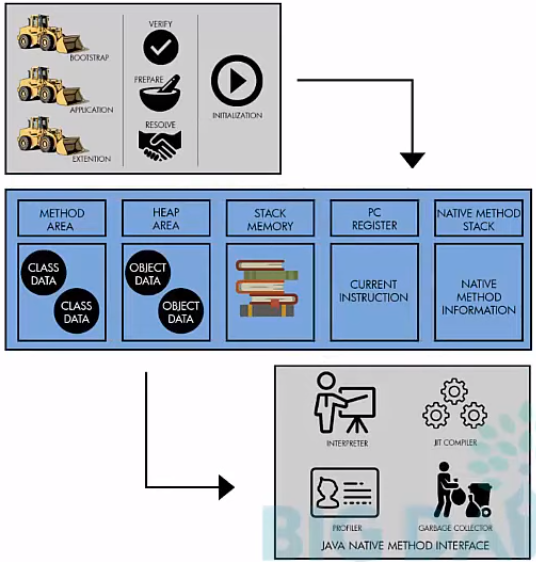 VERIFY
BOOTSTRAP
PREPARE
APPLICATION
INITIALIZATION
RESOLVE
EXTENTION
METHOD
AREA
HEAP
AREA
STACK
MEMORY
PC
REGISTER
NATIVE METHOD
STACK
CLASS
DATA
CLASS
DATA
OBJECT
DATA
OBJECT
DATA
CURRENT
INSTRUCTION
NATIVE
METHOD
INFORMATION
INTERPRETER
JIT COMPILER
PROFILER
GARBAGE COLLECTOR
JAVA NATIVE METHOD INTERFACE